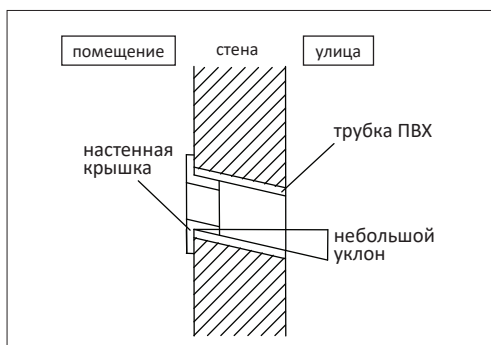 помещение
стена
улица
трубка ПВХ
настенная
крышка
небольшой
уклон